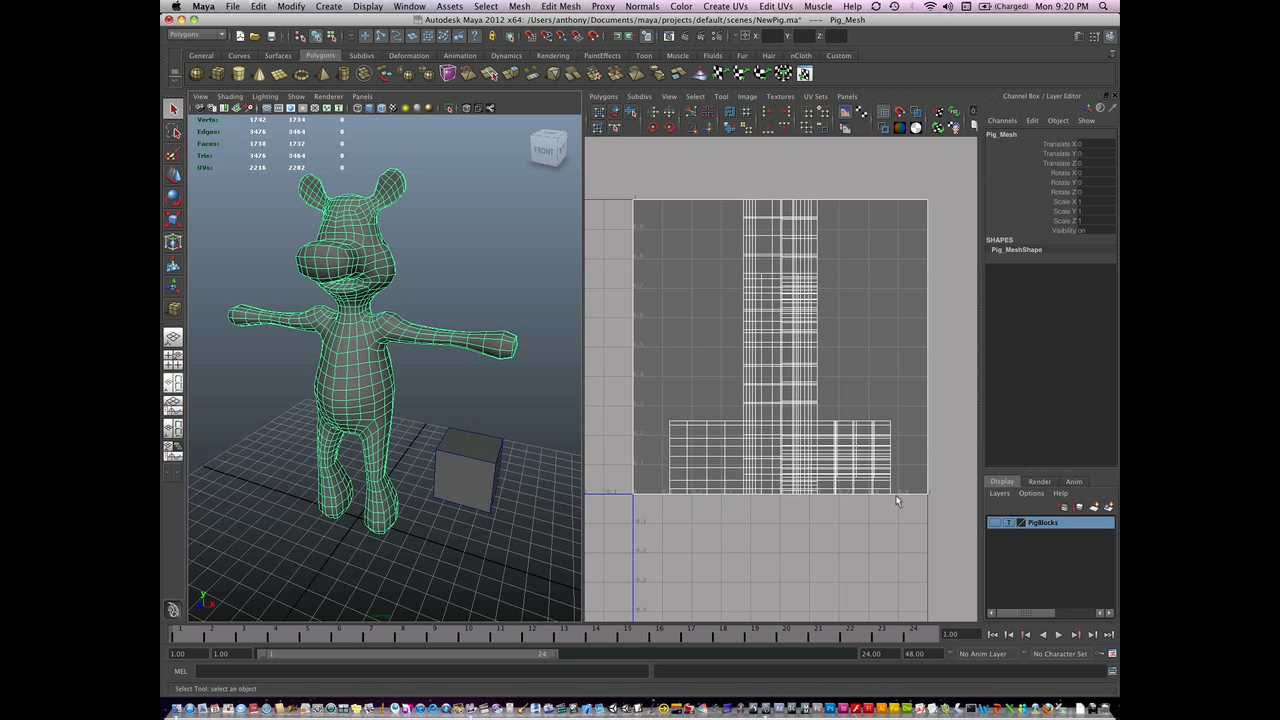 Maya File Edit Modify Create Display Window Assets Select Mesh Edit Mesh Proxy Normals Color Create UVs Edit UVs Muscle Help (Charged) Mon 9:20 PM
Autodesk Maya 2012 x64: /Users/anthony/Documents/maya/projects/default/scenes/NewPig.ma* --- Pig_Mesh
Polygons X: Y: Z:
General Curves Surfaces Polygons Subdivs Deformation Animation Dynamics Rendering PaintEffects Toon Muscle Fluids Fur Hair nCloth Custom
View Shading Lighting Show Renderer Panels
Polygons Subdivs View Select Tool Image Textures UV Sets Panels
Channel Box / Layer Editor
Channels Edit Object Show
Verts: 1742 1734 0
Edges: 3476 3464 0
Faces: 1738 1732 0
Tris: 3476 3464 0
UVs: 2216 2202 0
FRONT
Pig_Mesh
Translate X 0
Translate Y 0
Translate Z 0
Rotate X 0
Rotate Y 0
Rotate Z 0
Scale X 1
Scale Y 1
Scale Z 1
Visibility on
SHAPES
Pig_MeshShape
Display Render Anim
Layers Options Help
T PigBlocks
y
x
1 2 3 4 5 6 7 8 9 10 11 12 13 14 15 16 17 18 19 20 21 22 23 24 1.00
1.00 1.00 1 24 24.00 48.00 No Anim Layer No Character Set
MEL
Select Tool: select an object